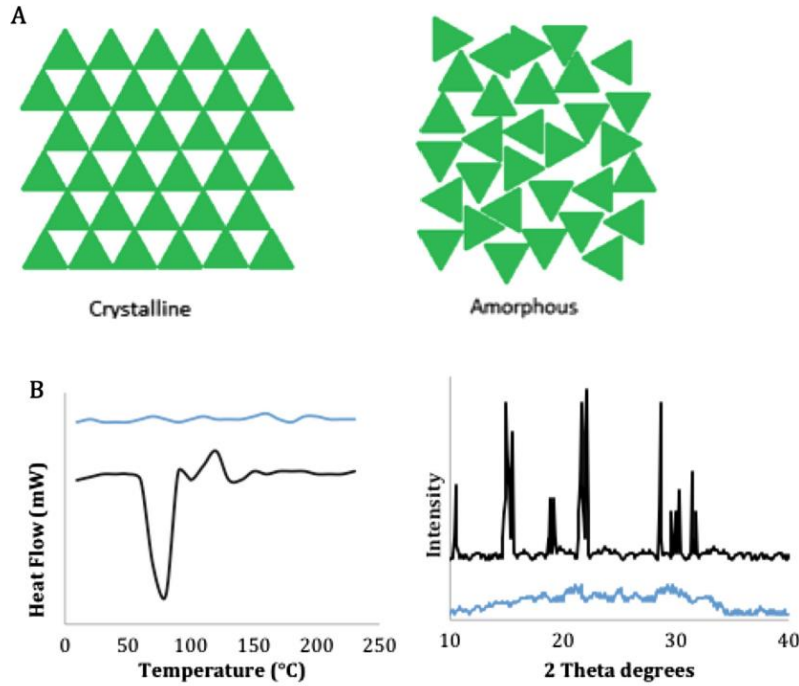 A
Crystalline
Amorphous
B
Heat Flow (mW)
0 50 100 150 200 250
Temperature (°C)
Intensity
10 20 30 40
2 Theta degrees